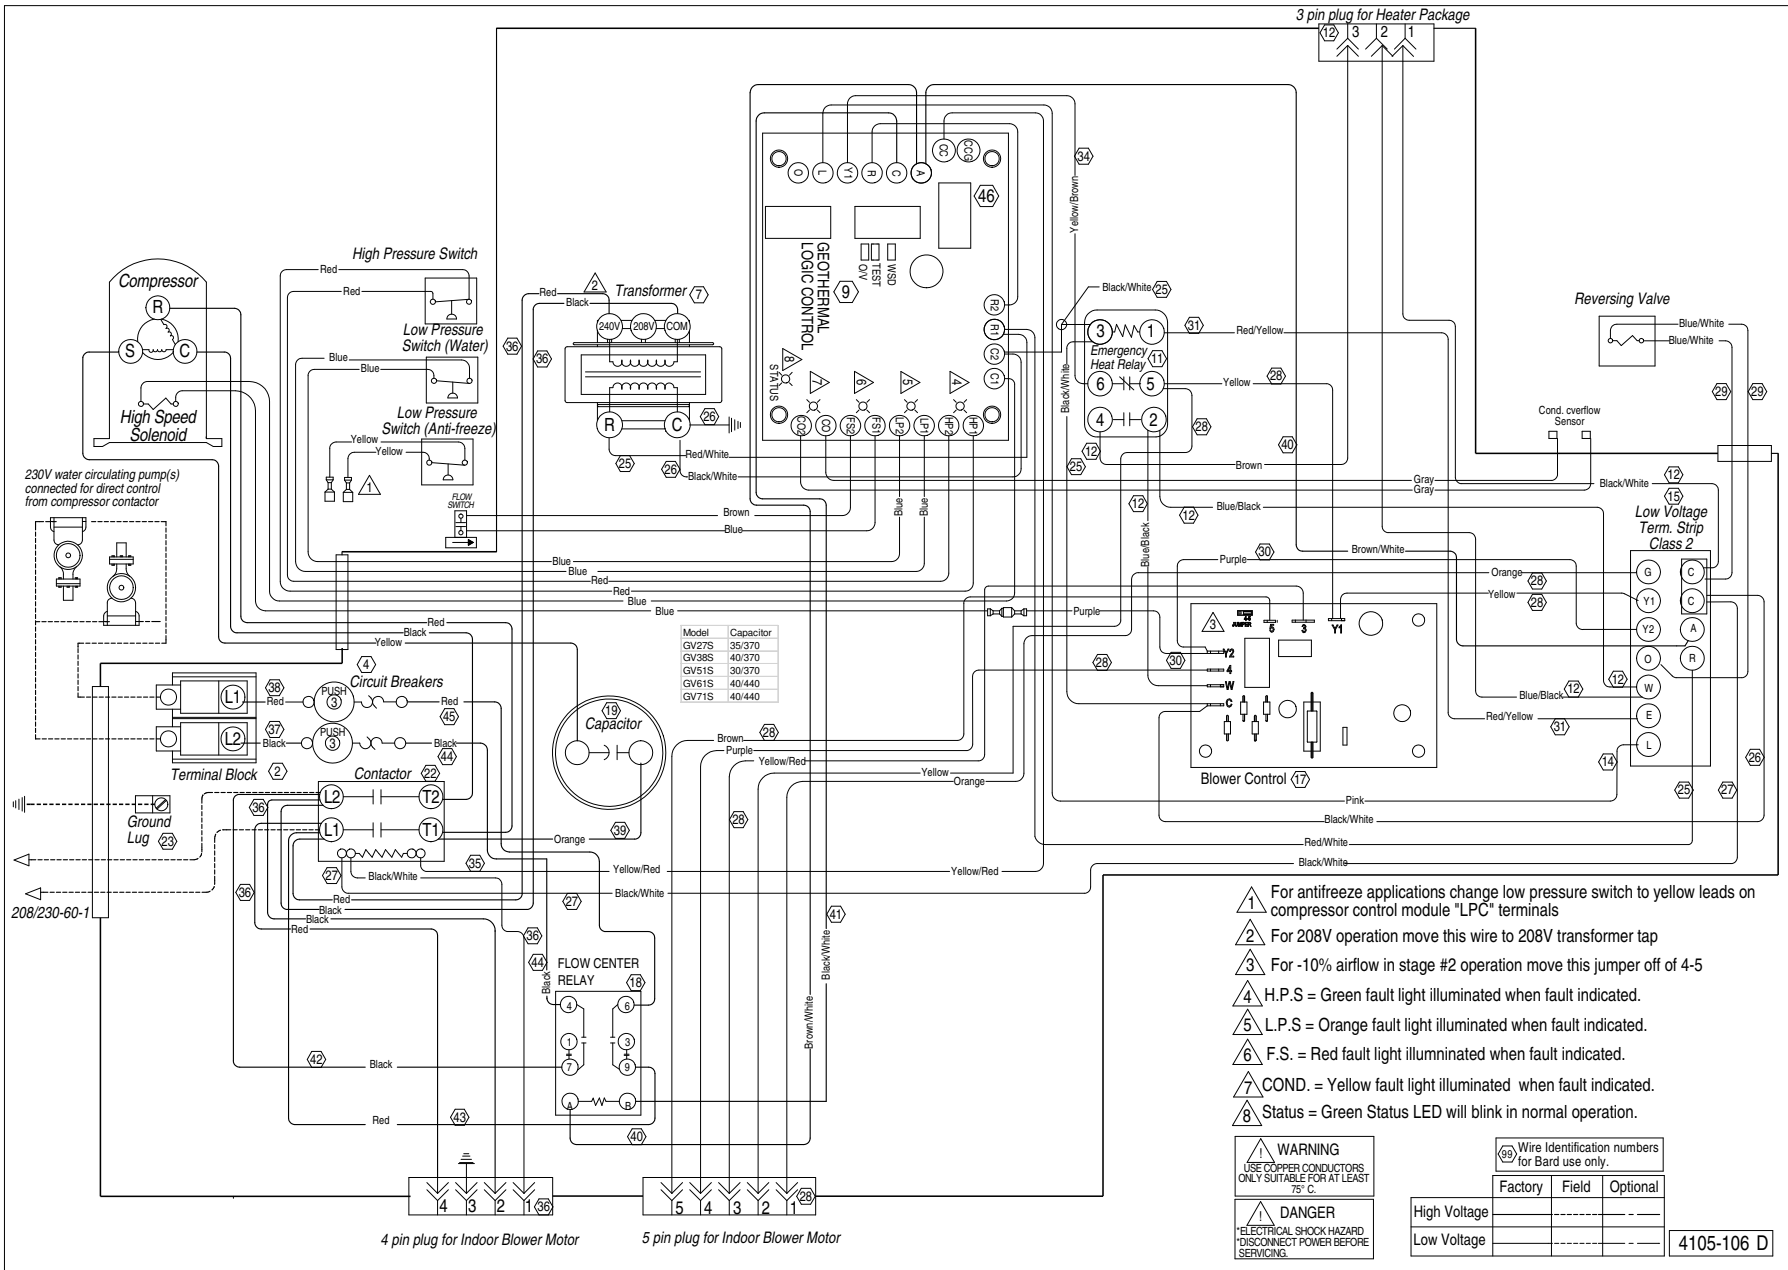 3 pin plug for Heater Package
12 3 2 1
CC CCG
O L Y1 R C A
46
34
Yellow/Brown
GEOTHERMAL
LOGIC CONTROL
9
O/V
TEST
WSD
8
STATUS
7
6
5
4
R2
R1
C2
C1
CO2 CO FS2 FS1 LP2 LP1 HP2 HP1
High Pressure Switch
Red
Red
Low Pressure
Switch (Water)
Blue
Blue
Low Pressure
Switch (Anti-freeze)
Yellow
Yellow
1
FLOW
SWITCH
Brown
Blue
Compressor
R
S C
High Speed
Solenoid
230V water circulating pump(s)
connected for direct control
from compressor contactor
36
36
Red
Black
2
Transformer 7
240V 208V COM
R C
26
25
26
Red/White
Black/White
Black/White 25
3 1
31
Red/Yellow
Emergency
Heat Relay
11
6 5
Yellow
28
4 2
28
12
Brown
40
25
Black/White
12
Blue/Black
12
Blue/Black
Reversing Valve
Blue/White
Blue/White
29
29
Cond. overflow
Sensor
Gray
Gray
Black/White
12
15
Low Voltage
Term. Strip
Class 2
G C
Y1 C
Y2 A
O R
W
E
L
Purple
30
Brown/White
Orange
28
Yellow
28
12
Blue/Black
12
Red/Yellow
31
14
25
27
26
Blue
Blue
Blue
Blue
Red
Red
Blue
Blue
Purple
Red
Black
Yellow
3
JUMPER
5 3 Y1
Y2
4
W
C
30
28
Blower Control 17
Model Capacitor
GV27S 35/370
GV38S 40/370
GV51S 30/370
GV61S 40/440
GV71S 40/440
4
Circuit Breakers
L1
38
Red
PUSH
3
Red
45
L2
37
Black
PUSH
3
Black
44
Terminal Block 2
19
Capacitor
28
Brown
Purple
Yellow/Red
Yellow
Orange
Contactor 22
L2 T2
36
L1 T1
Orange
39
Ground
Lug 23
27
Black/White
35
Yellow/Red
Yellow/Red
Black/White
27
28
Pink
Black/White
Red/White
Black/White
36
Red
Black
Black
Red
36
208/230-60-1
44
Black
FLOW CENTER
RELAY
18
4 6
1 3
7 9
A B
42
Black
Red
43
40
41
Black/White
Brown/White
4 3 2 1 36
4 pin plug for Indoor Blower Motor
5 4 3 2 1 28
5 pin plug for Indoor Blower Motor
1 For antifreeze applications change low pressure switch to yellow leads on
compressor control module "LPC" terminals
2 For 208V operation move this wire to 208V transformer tap
3 For -10% airflow in stage #2 operation move this jumper off of 4-5
4 H.P.S = Green fault light illuminated when fault indicated.
5 L.P.S = Orange fault light illuminated when fault indicated.
6 F.S. = Red fault light illumninated when fault indicated.
7 COND. = Yellow fault light illuminated when fault indicated.
8 Status = Green Status LED will blink in normal operation.
! WARNING
USE COPPER CONDUCTORS
ONLY SUITABLE FOR AT LEAST
75° C.
! DANGER
*ELECTRICAL SHOCK HAZARD
*DISCONNECT POWER BEFORE
SERVICING.
99 Wire Identification numbers
for Bard use only.
Factory Field Optional
High Voltage
Low Voltage
4105-106 D